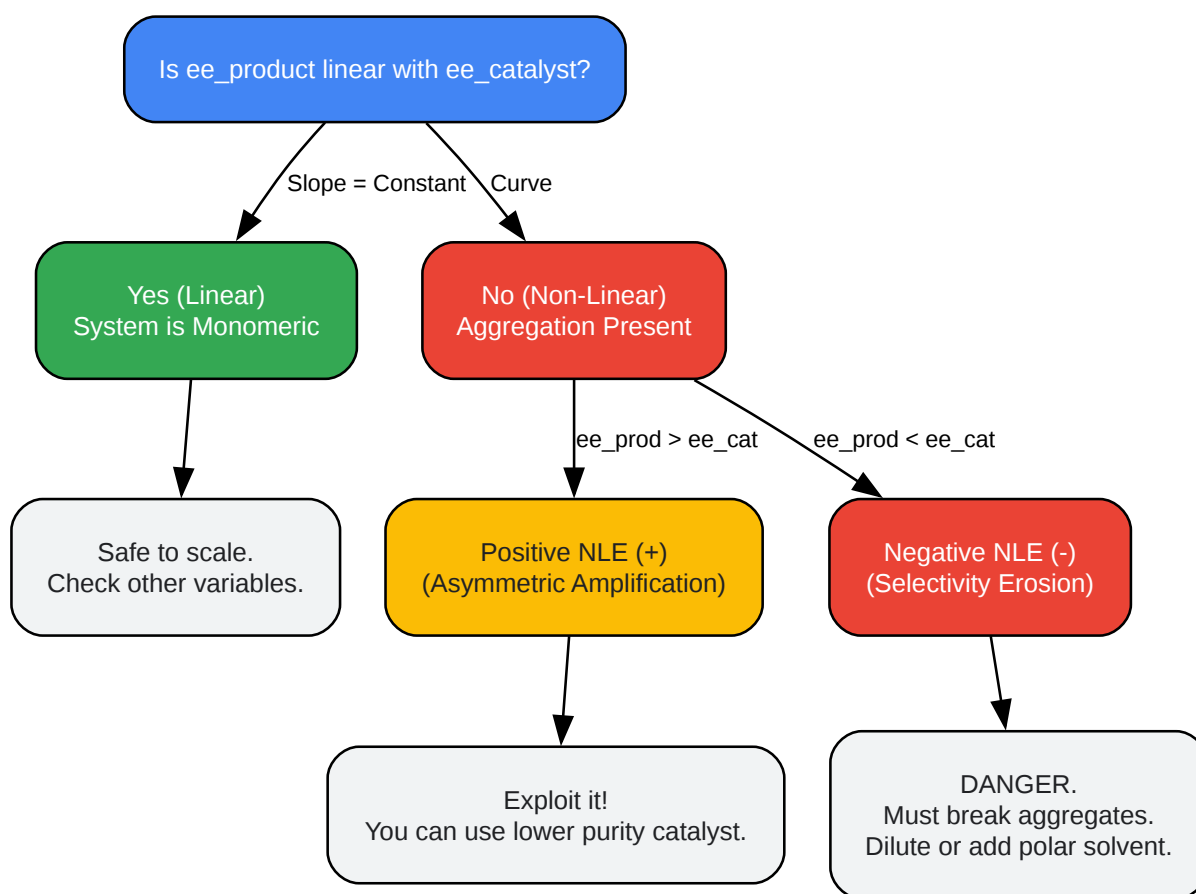 Is ee_product linear with ee_catalyst?
Slope = Constant
Curve
Yes (Linear)
System is Monomeric
No (Non-Linear)
Aggregation Present
ee_prod > ee_cat
ee_prod < ee_cat
Safe to scale.
Check other variables.
Positive NLE (+)
(Asymmetric Amplification)
Negative NLE (-)
(Selectivity Erosion)
Exploit it!
You can use lower purity catalyst.
DANGER.
Must break aggregates.
Dilute or add polar solvent.